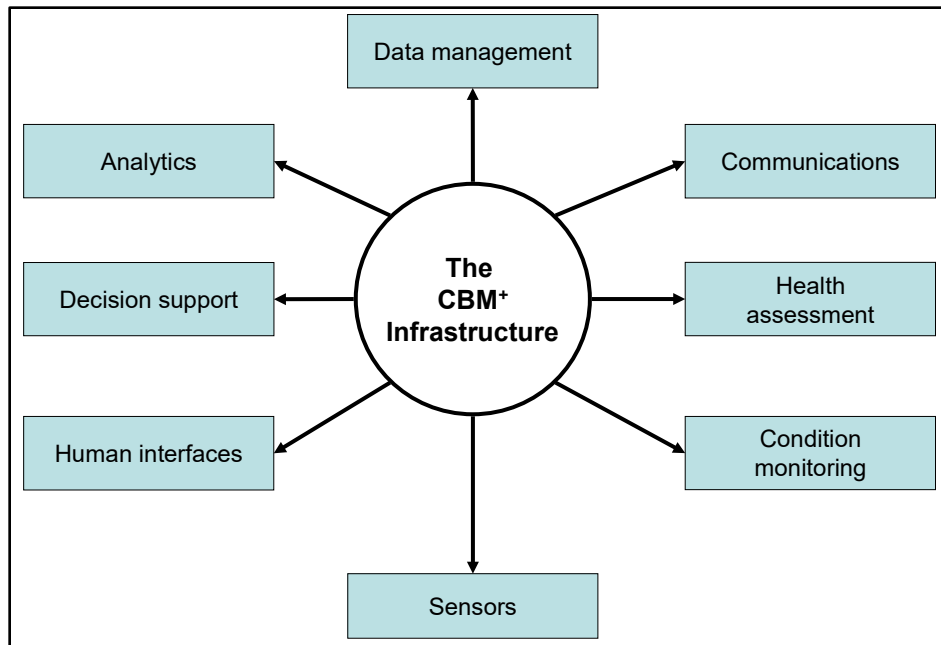 Data management
Analytics
Communications
The
CBM⁺
Infrastructure
Decision support
Health
assessment
Human interfaces
Condition
monitoring
Sensors